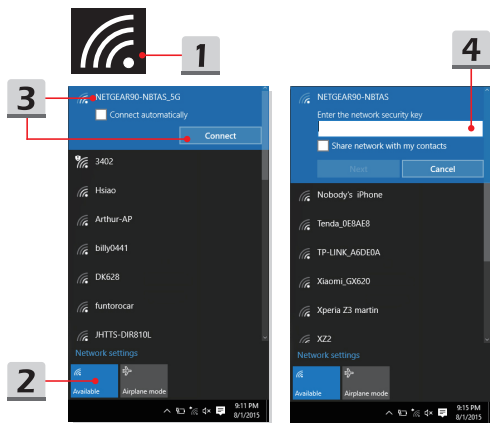 1
3
NETGEAR90-NBTAS_5G
Connect automatically
Connect
3402
Hsiao
Arthur-AP
billy0441
DK628
funtorocar
JHTTS-DIR810L
Network settings
2
Available
Airplane mode
9:11 PM
8/1/2015
4
NETGEAR90-NBTAS
Enter the network security key
Share network with my contacts
Next
Cancel
Nobody's iPhone
Tenda_0E8AE8
TP-LINK_A6DE0A
Xiaomi_GX620
Xperia Z3 martin
XZ2
Network settings
Available
Airplane mode
9:15 PM
8/1/2015